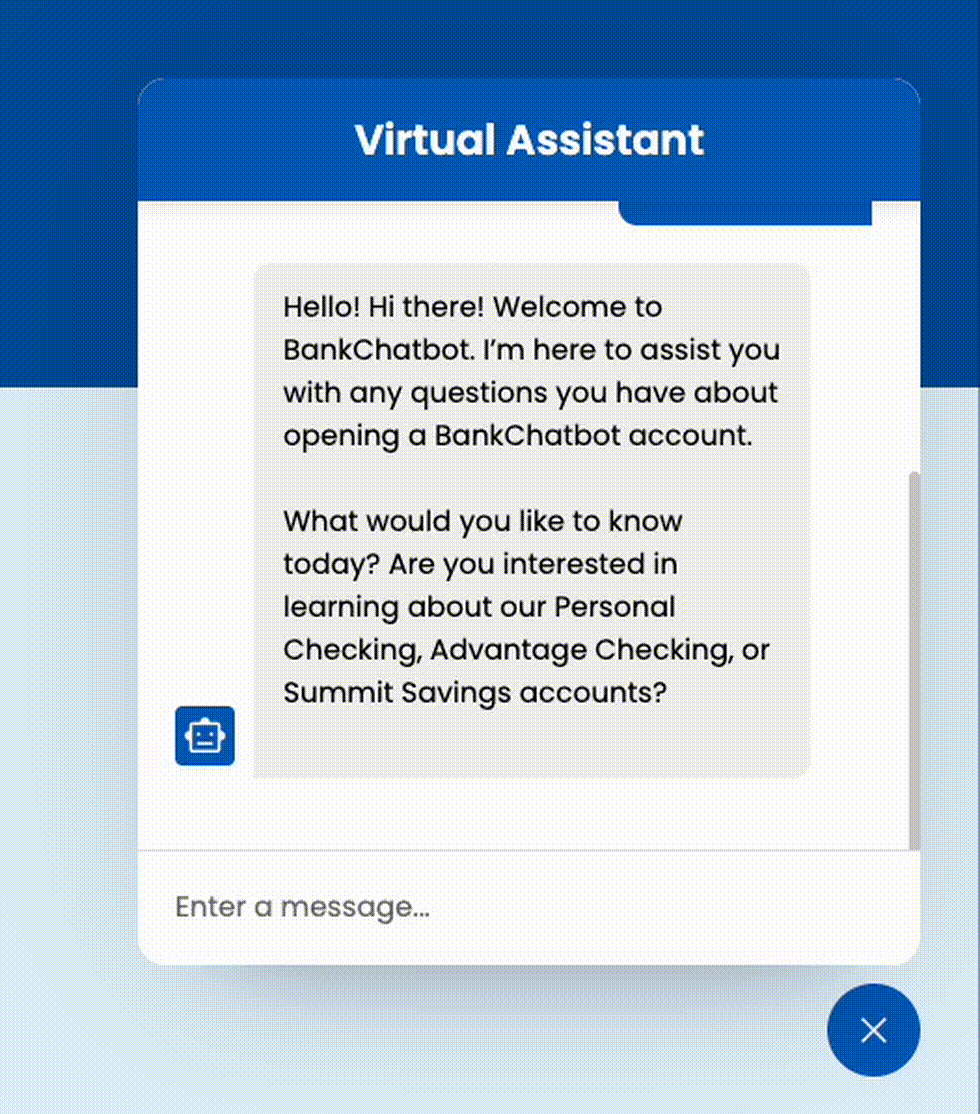 Virtual Assistant
Hello! Hi there! Welcome to
BankChatbot. I’m here to assist you
with any questions you have about
opening a BankChatbot account.
What would you like to know
today? Are you interested in
learning about our Personal
Checking, Advantage Checking, or
Summit Savings accounts?
Enter a message...